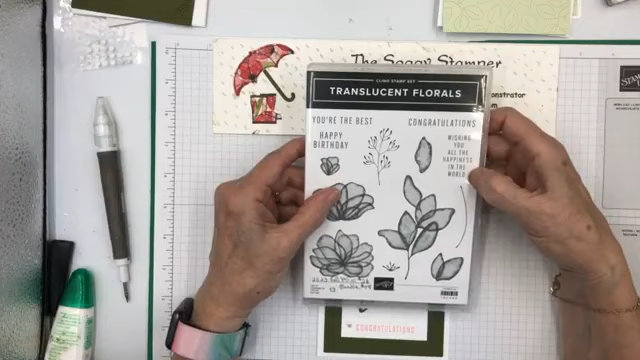 The Soggy Stamper
CLING STAMP SET
TRANSLUCENT FLORALS
YOU'RE THE BEST
CONGRATULATIONS
HAPPY
BIRTHDAY
WISHING
YOU
ALL THE
HAPPINESS
IN THE
WORLD
CONGRATULATIONS